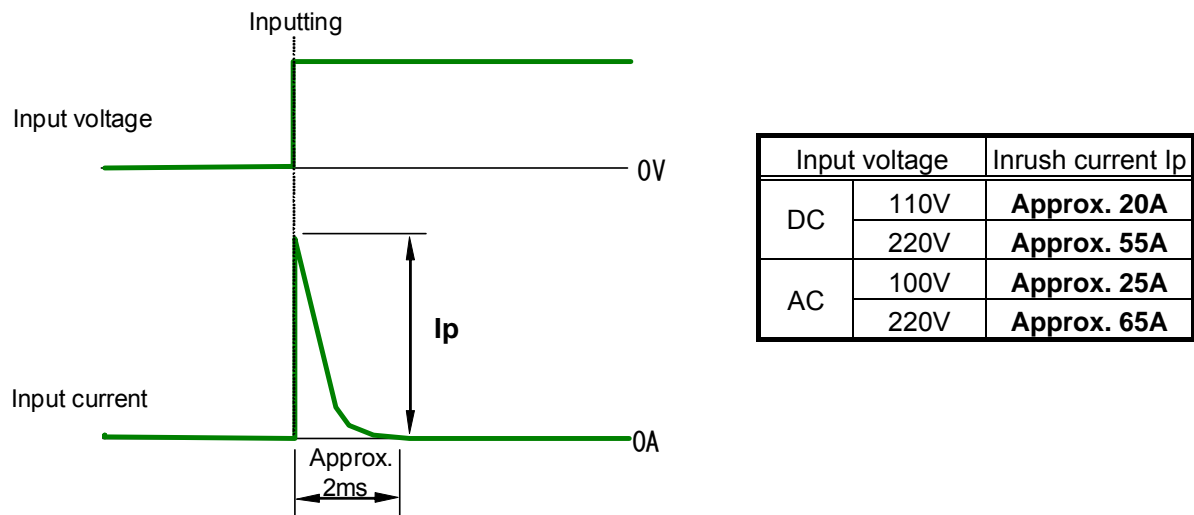 Inputting
Input voltage
0V
Ip
Input current
0A
Approx.
2ms
Input voltage Inrush current Ip
DC 110V Approx. 20A
220V Approx. 55A
AC 100V Approx. 25A
220V Approx. 65A